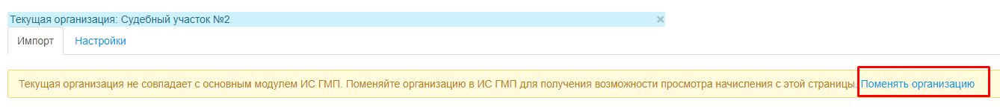 Текущая организация: Судебный участок №2 ×
Импорт Настройки
Текущая организация не совпадает с основным модулем ИС ГМП. Поменяйте организацию в ИС ГМП для получения возможности просмотра начисления с этой страницы. Поменять организацию